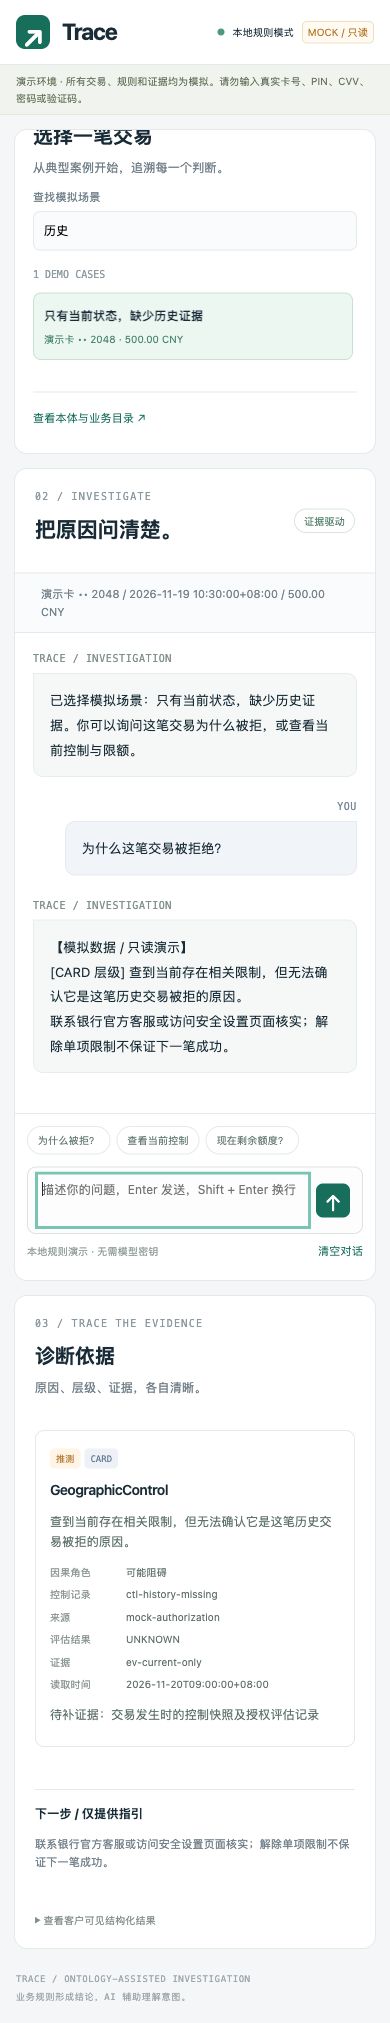 Trace
本地规则模式
MOCK / 只读
演示环境 · 所有交易、规则和证据均为模拟。请勿输入真实卡号、PIN、CVV、
密码或验证码。
选择一笔交易
从典型案例开始，追溯每一个判断。
查找模拟场景
历史
1 DEMO CASES
只有当前状态，缺少历史证据
演示卡 •• 2048 · 500.00 CNY
查看本体与业务目录 ↗
02 / INVESTIGATE
把原因问清楚。
证据驱动
演示卡 •• 2048 / 2026-11-19 10:30:00+08:00 / 500.00
CNY
TRACE / INVESTIGATION
已选择模拟场景：只有当前状态，缺少历史证
据。你可以询问这笔交易为什么被拒，或查看当
前控制与限额。
YOU
为什么这笔交易被拒绝？
TRACE / INVESTIGATION
【模拟数据 / 只读演示】
[CARD 层级] 查到当前存在相关限制，但无法确
认它是这笔历史交易被拒的原因。
联系银行官方客服或访问安全设置页面核实；解
除单项限制不保证下一笔成功。
为什么被拒？
查看当前控制
现在剩余额度？
描述你的问题，Enter 发送，Shift + Enter 换行
本地规则演示 · 无需模型密钥
清空对话
03 / TRACE THE EVIDENCE
诊断依据
原因、层级、证据，各自清晰。
推测
CARD
GeographicControl
查到当前存在相关限制，但无法确认它是这笔历史交
易被拒的原因。
因果角色 可能阻碍
控制记录 ctl-history-missing
来源 mock-authorization
评估结果 UNKNOWN
证据 ev-current-only
读取时间 2026-11-20T09:00:00+08:00
待补证据：交易发生时的控制快照及授权评估记录
下一步 / 仅提供指引
联系银行官方客服或访问安全设置页面核实；解除单项限制不保
证下一笔成功。
▶ 查看客户可见结构化结果
TRACE / ONTOLOGY-ASSISTED INVESTIGATION
业务规则形成结论，AI 辅助理解意图。